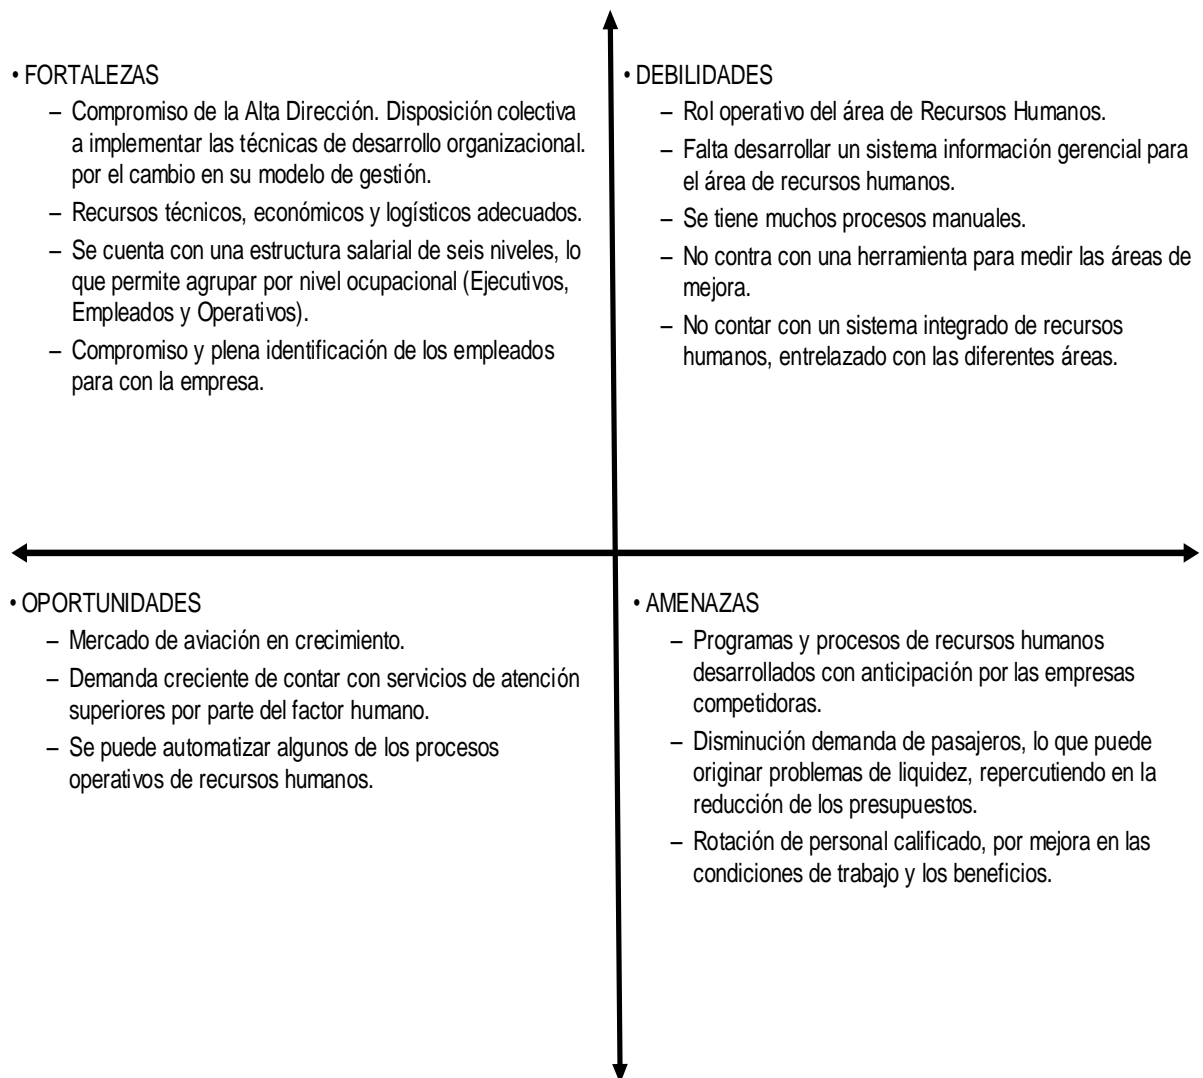 • FORTALEZAS
– Compromiso de la Alta Dirección. Disposición colectiva
a implementar las técnicas de desarrollo organizacional.
por el cambio en su modelo de gestión.
– Recursos técnicos, económicos y logísticos adecuados.
– Se cuenta con una estructura salarial de seis niveles, lo
que permite agrupar por nivel ocupacional (Ejecutivos,
Empleados y Operativos).
– Compromiso y plena identificación de los empleados
para con la empresa.
• DEBILIDADES
– Rol operativo del área de Recursos Humanos.
– Falta desarrollar un sistema información gerencial para
el área de recursos humanos.
– Se tiene muchos procesos manuales.
– No contra con una herramienta para medir las áreas de
mejora.
– No contar con un sistema integrado de recursos
humanos, entrelazado con las diferentes áreas.
• OPORTUNIDADES
– Mercado de aviación en crecimiento.
– Demanda creciente de contar con servicios de atención
superiores por parte del factor humano.
– Se puede automatizar algunos de los procesos
operativos de recursos humanos.
• AMENAZAS
– Programas y procesos de recursos humanos
desarrollados con anticipación por las empresas
competidoras.
– Disminución demanda de pasajeros, lo que puede
originar problemas de liquidez, repercutiendo en la
reducción de los presupuestos.
– Rotación de personal calificado, por mejora en las
condiciones de trabajo y los beneficios.